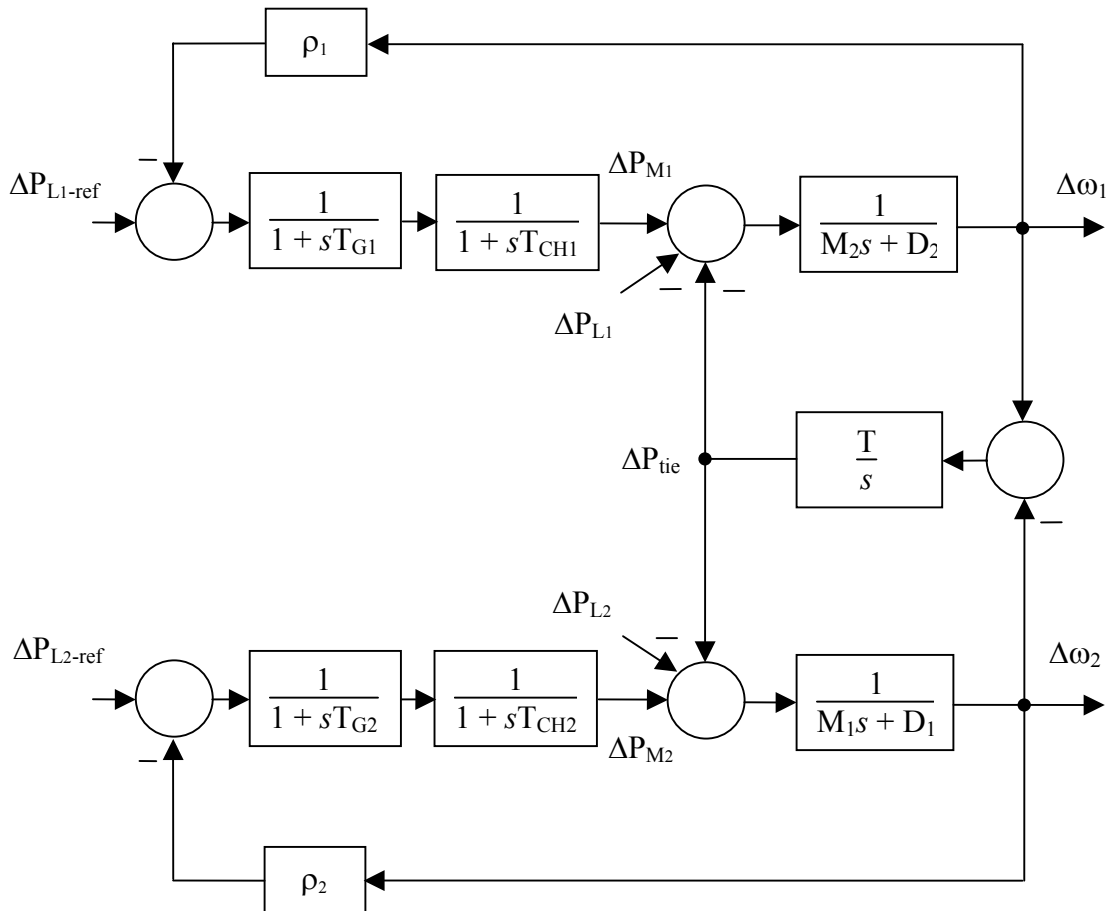 ρ₁
−
ΔP_L1-ref
1 / (1 + sT_G1)
1 / (1 + sT_CH1)
ΔP_M1
−
−
ΔP_L1
1 / (M₂s + D₂)
Δω₁
ΔP_tie
T / s
−
ΔP_L2
−
ΔP_L2-ref
−
1 / (1 + sT_G2)
1 / (1 + sT_CH2)
ΔP_M2
1 / (M₁s + D₁)
Δω₂
ρ₂